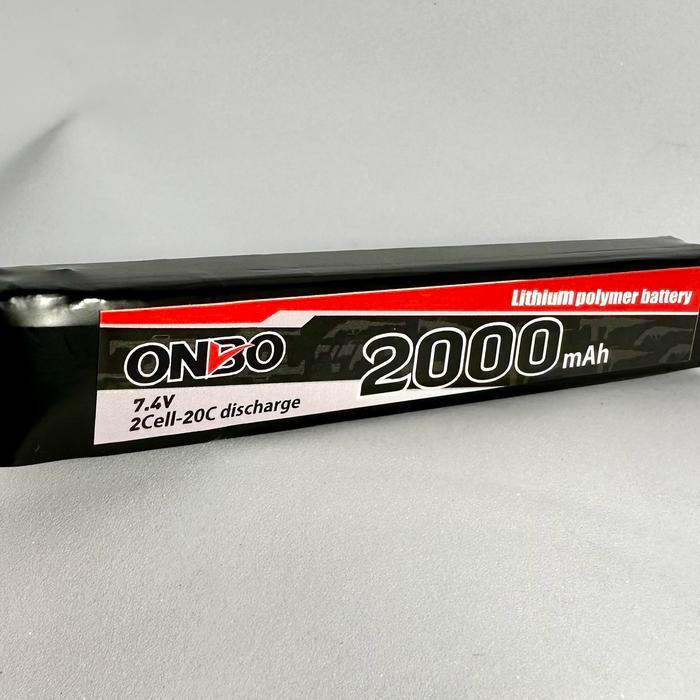 Lithium polymer battery
ONBO
2000mAh
7.4V
2Cell-20C discharge